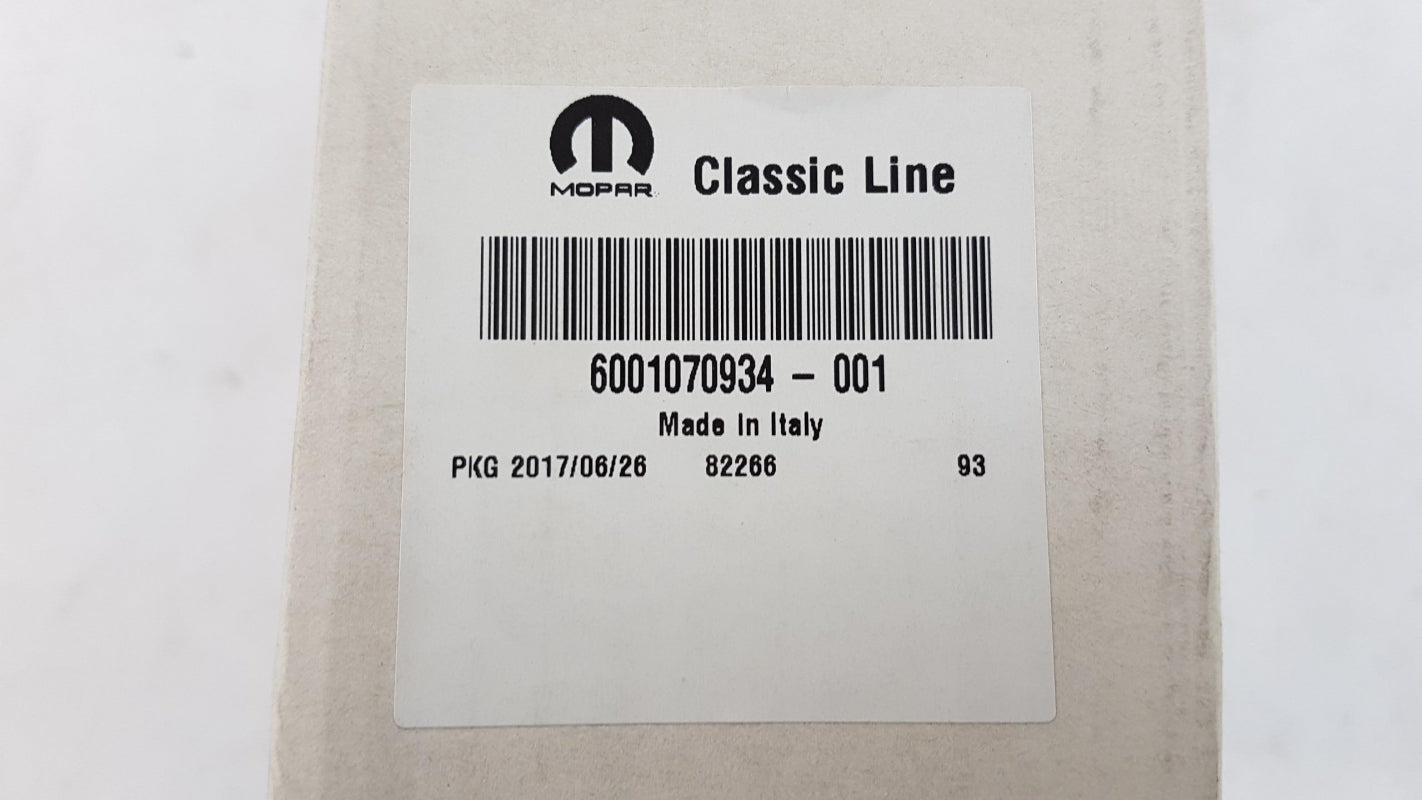 MOPAR
Classic Line
6001070934 - 001
Made in Italy
PKG 2017/06/26 82266 93